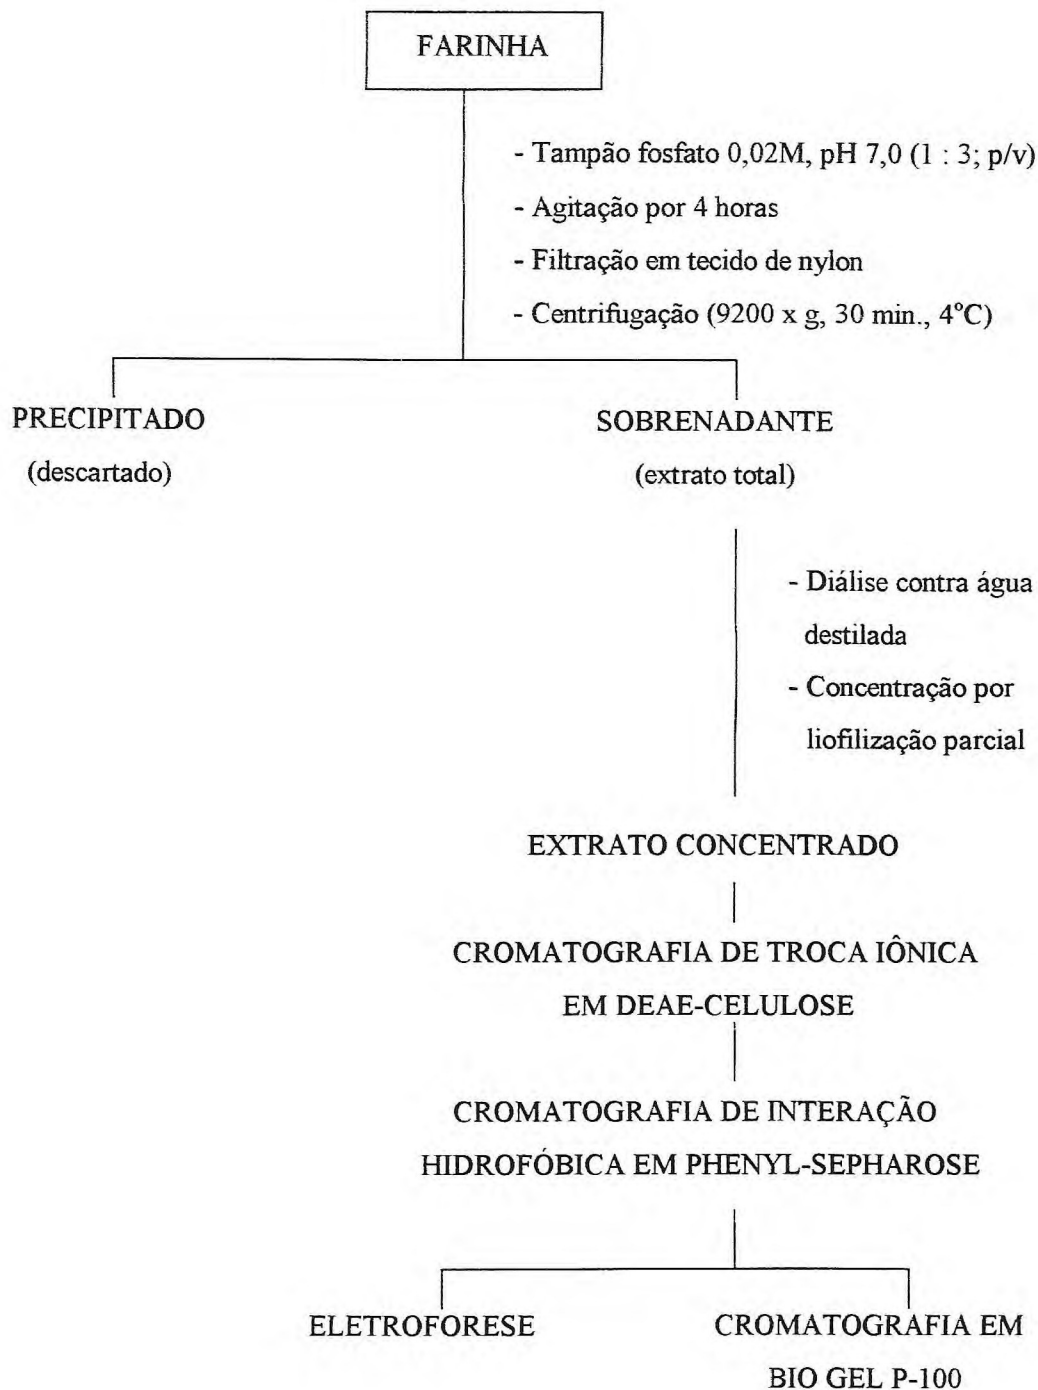 FARINHA
- Tampão fosfato 0,02M, pH 7,0 (1 : 3; p/v)
- Agitação por 4 horas
- Filtração em tecido de nylon
- Centrifugação (9200 x g, 30 min., 4°C)
PRECIPITADO
(descartado)
SOBRENADANTE
(extrato total)
- Diálise contra água
destilada
- Concentração por
liofilização parcial
EXTRATO CONCENTRADO
CROMATOGRAFIA DE TROCA IÔNICA
EM DEAE-CELULOSE
CROMATOGRAFIA DE INTERAÇÃO
HIDROFÓBICA EM PHENYL-SEPHAROSE
ELETROFORESE
CROMATOGRAFIA EM
BIO GEL P-100